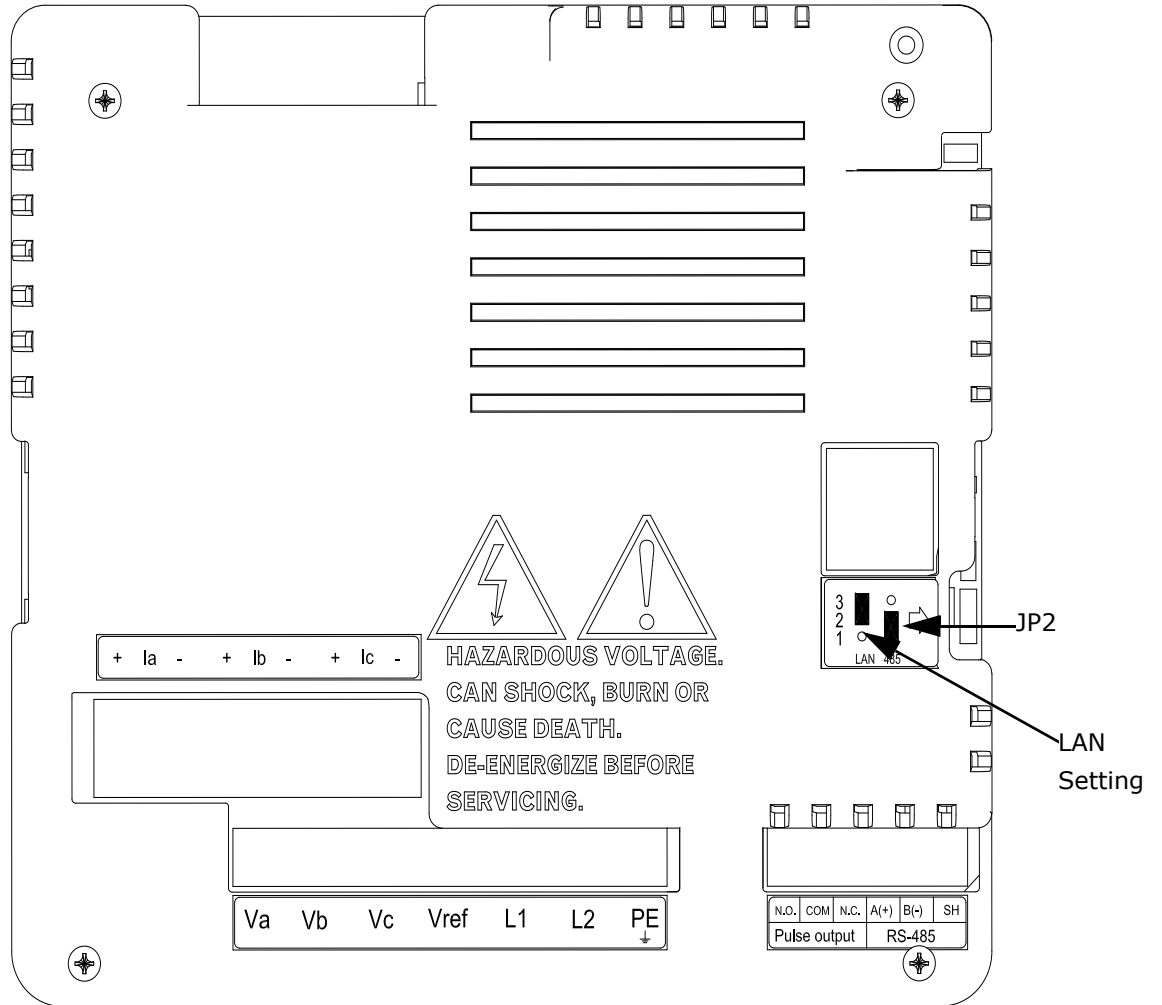 3
2
1
LAN 485
JP2
LAN
Setting
+ Ia - + Ib - + Ic -
HAZARDOUS VOLTAGE.
CAN SHOCK, BURN OR
CAUSE DEATH.
DE-ENERGIZE BEFORE
SERVICING.
Va Vb Vc Vref L1 L2 PE
N.O. COM N.C. A(+) B(-) SH
Pulse output RS-485